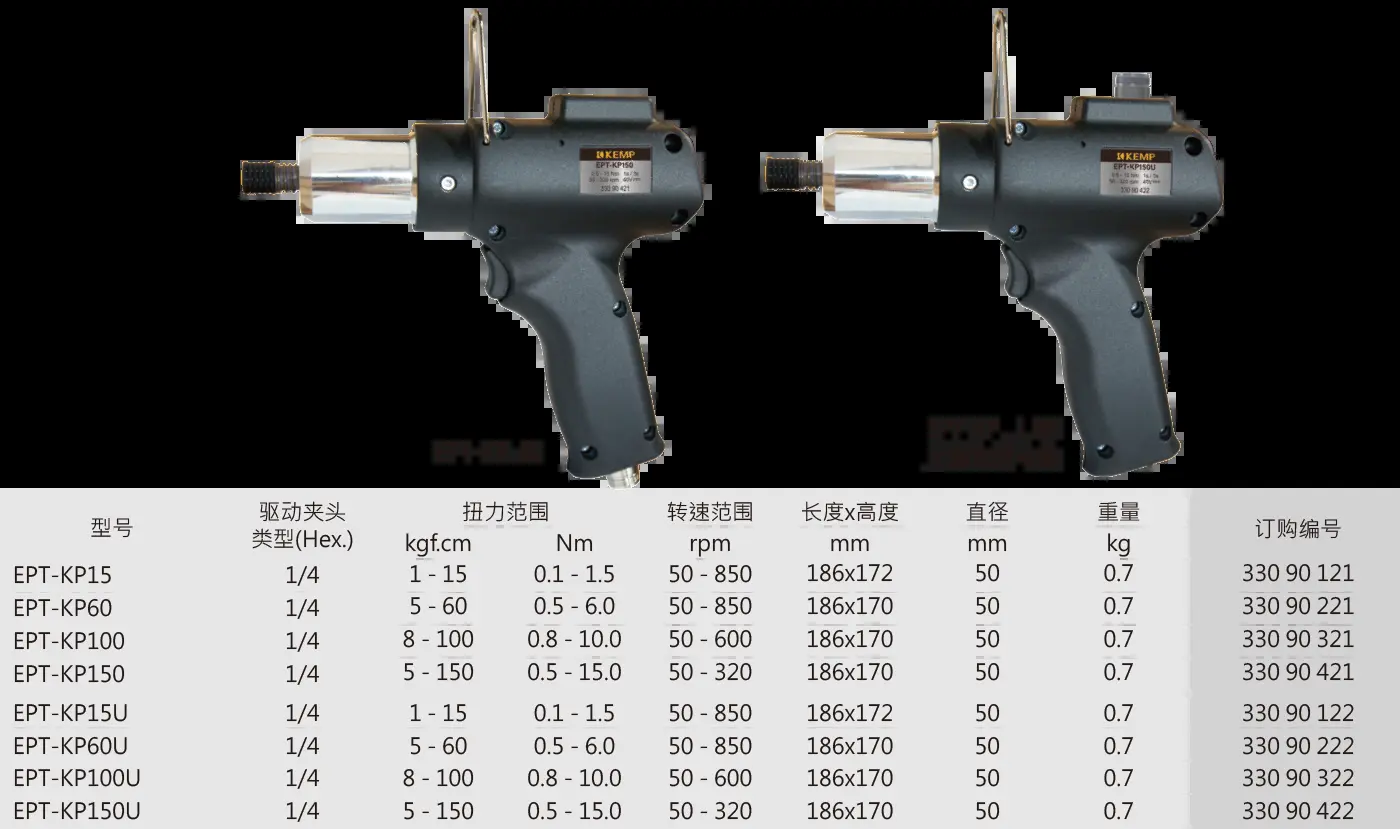 KEMP
EPT-KP150
330 90 421
KEMP
EPT-KP150U
330 90 422
型号 驱动夹头类型(Hex.) 扭力范围 转速范围 长度x高度 直径 重量 订购编号
kgf.cm Nm rpm mm mm kg
EPT-KP15 1/4 1 - 15 0.1 - 1.5 50 - 850 186x172 50 0.7 330 90 121
EPT-KP60 1/4 5 - 60 0.5 - 6.0 50 - 850 186x170 50 0.7 330 90 221
EPT-KP100 1/4 8 - 100 0.8 - 10.0 50 - 600 186x170 50 0.7 330 90 321
EPT-KP150 1/4 5 - 150 0.5 - 15.0 50 - 320 186x170 50 0.7 330 90 421
EPT-KP15U 1/4 1 - 15 0.1 - 1.5 50 - 850 186x172 50 0.7 330 90 122
EPT-KP60U 1/4 5 - 60 0.5 - 6.0 50 - 850 186x170 50 0.7 330 90 222
EPT-KP100U 1/4 8 - 100 0.8 - 10.0 50 - 600 186x170 50 0.7 330 90 322
EPT-KP150U 1/4 5 - 150 0.5 - 15.0 50 - 320 186x170 50 0.7 330 90 422